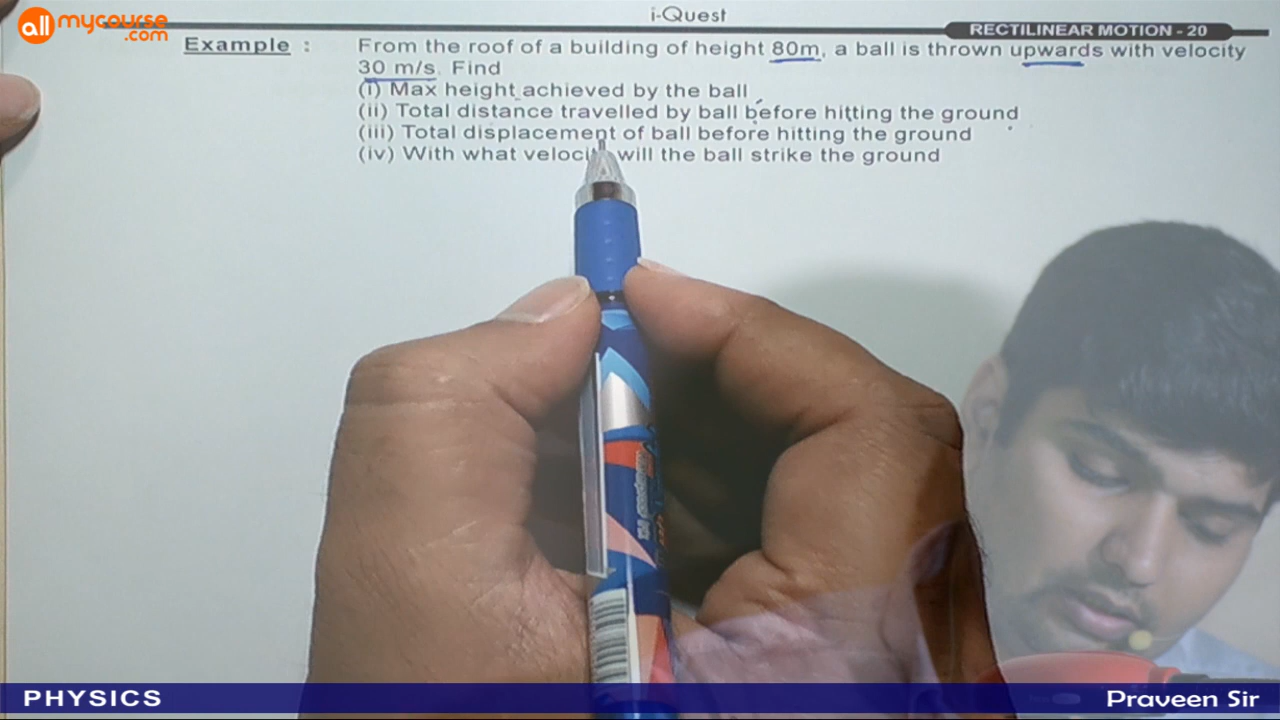 all mycourse.com
i-Quest
RECTILINEAR MOTION - 20
Example : From the roof of a building of height 80m, a ball is thrown upwards with velocity
30 m/s. Find
(i) Max height achieved by the ball
(ii) Total distance travelled by ball before hitting the ground
(iii) Total displacement of ball before hitting the ground
(iv) With what velocity will the ball strike the ground
PHYSICS
Praveen Sir